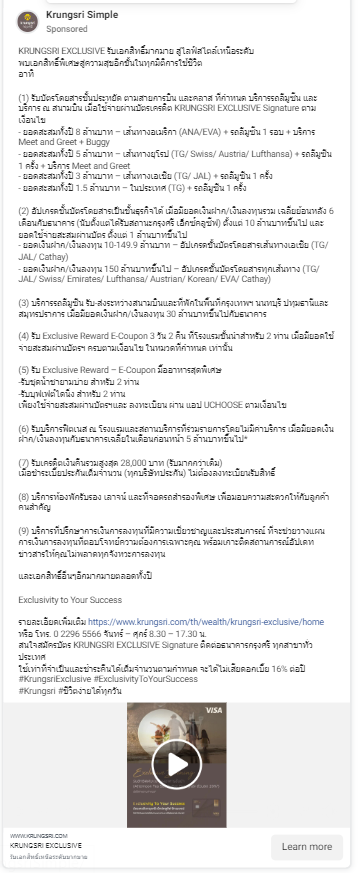 Krungsri Simple
Sponsored
KRUNGSRI EXCLUSIVE รับเอกสิทธิ์มากมาย สู่ไลฟ์สไตล์เหนือระดับ
พบเอกสิทธิ์พิเศษสู่ความสุขอีกขั้นในทุกมิติการใช้ชีวิต
อาทิ
(1) รับบัตรโดยสารชั้นประหยัด ตามสายการบิน และคลาส ที่กำหนด บริการรถลีมูซีน และ
บริการ ณ สนามบิน เมื่อใช้จ่ายผ่านบัตรเครดิต KRUNGSRI EXCLUSIVE Signature ตาม
เงื่อนไข
- ยอดสะสมทั้งปี 8 ล้านบาท – เส้นทางอเมริกา (ANA/EVA) + รถลีมูซีน 1 รอบ + บริการ
Meet and Greet + Buggy
- ยอดสะสมทั้งปี 5 ล้านบาท – เส้นทางยุโรป (TG/ Swiss/ Austria/ Lufthansa) + รถลีมูซีน
1 ครั้ง + บริการ Meet and Greet
- ยอดสะสมทั้งปี 3 ล้านบาท – เส้นทางเอเชีย (TG/ JAL) + รถลีมูซีน 1 ครั้ง
- ยอดสะสมทั้งปี 1.5 ล้านบาท – ในประเทศ (TG) + รถลีมูซีน 1 ครั้ง
(2) อัปเกรดชั้นบัตรโดยสารเป็นชั้นธุรกิจได้ เมื่อมียอดเงินฝาก/เงินลงทุนรวม เฉลี่ยย้อนหลัง 6
เดือนกับธนาคาร (นับตั้งแต่ได้รับสถานะกรุงศรี เอ็กซ์คลูซีฟ) ตั้งแต่ 10 ล้านบาทขึ้นไป และ
ยอดใช้จ่ายสะสมผ่านบัตร ตั้งแต่ 1 ล้านบาทขึ้นไป
- ยอดเงินฝาก/เงินลงทุน 10-149.9 ล้านบาท – อัปเกรดชั้นบัตรโดยสารเส้นทางเอเชีย (TG/
JAL/ Cathay)
- ยอดเงินฝาก/เงินลงทุน 150 ล้านบาทขึ้นไป – อัปเกรดชั้นบัตรโดยสารทุกเส้นทาง (TG/
JAL/ Swiss/ Emirates/ Lufthansa/ Austrian/ Korean/ EVA/ Cathay)
(3) บริการรถลีมูซีน รับ-ส่งระหว่างสนามบินและที่พักในพื้นที่กรุงเทพฯ นนทบุรี ปทุมธานีและ
สมุทรปราการ เมื่อมียอดเงินฝาก/เงินลงทุน 30 ล้านบาทขึ้นไปกับธนาคาร
(4) รับ Exclusive Reward E-Coupon 3 วัน 2 คืน ที่โรงแรมชั้นนำสำหรับ 2 ท่าน เมื่อมียอดใช้
จ่ายสะสมผ่านบัตรฯ ครบตามเงื่อนไข ในหมวดที่กำหนด เท่านั้น
(5) รับ Exclusive Reward – E-Coupon มื้ออาหารสุดพิเศษ
-รับชุดน้ำชายามบ่าย สำหรับ 2 ท่าน
-รับบุฟเฟต์ไดนิ่ง สำหรับ 2 ท่าน
เพียงใช้จ่ายสะสมผ่านบัตรฯและ ลงทะเบียน ผ่าน แอป UCHOOSE ตามเงื่อนไข
(6) รับบริการฟิตเนส ณ โรงแรมและสถานบริการที่ร่วมรายการโดยไม่มีค่าบริการ เมื่อมียอดเงิน
ฝาก/เงินลงทุนกับธนาคารเฉลี่ยในเดือนก่อนหน้า 5 ล้านบาทขึ้นไป*
(7) รับเครดิตเงินคืนรวมสูงสุด 28,000 บาท (รับมากกว่าเดิม)
เมื่อชำระเบี้ยประกันเต็มจำนวน (ทุกบริษัทประกัน) ไม่ต้องลงทะเบียนรับสิทธิ์
(8) บริการห้องพักรับรอง เลาจน์ และที่จอดรถสำรองพิเศษ เพื่อมอบความสะดวกให้กับลูกค้า
คนสำคัญ
(9) บริการที่ปรึกษาการเงินการลงทุนที่มีความเชี่ยวชาญและประสบการณ์ ที่จะช่วยวางแผน
การเงินการลงทุนที่ตอบโจทย์ความต้องการเฉพาะคุณ พร้อมเกาะติดสถานการณ์อัปเดต
ข่าวสารให้คุณไม่พลาดทุกจังหวะการลงทุน
และเอกสิทธิ์อื่นๆอีกมากมายตลอดทั้งปี
Exclusivity to Your Success
รายละเอียดเพิ่มเติม https://www.krungsri.com/th/wealth/krungsri-exclusive/home
หรือ โทร. 0 2296 5566 จันทร์ – ศุกร์ 8.30 – 17.30 น.
สนใจสมัครบัตร KRUNGSRI EXCLUSIVE Signature ติดต่อธนาคารกรุงศรี ทุกสาขาทั่ว
ประเทศ
ใช้เท่าที่จำเป็นและชำระคืนได้เต็มจำนวนตามกำหนด จะได้ไม่เสียดอกเบี้ย 16% ต่อปี
#KrungsriExclusive #ExclusivityToYourSuccess
#Krungsri #ชีวิตง่ายได้ทุกวัน
VISA
Exclusivity To Your Success
WWW.KRUNGSRI.COM
KRUNGSRI EXCLUSIVE
รับเอกสิทธิ์เหนือระดับมากมาย
Learn more